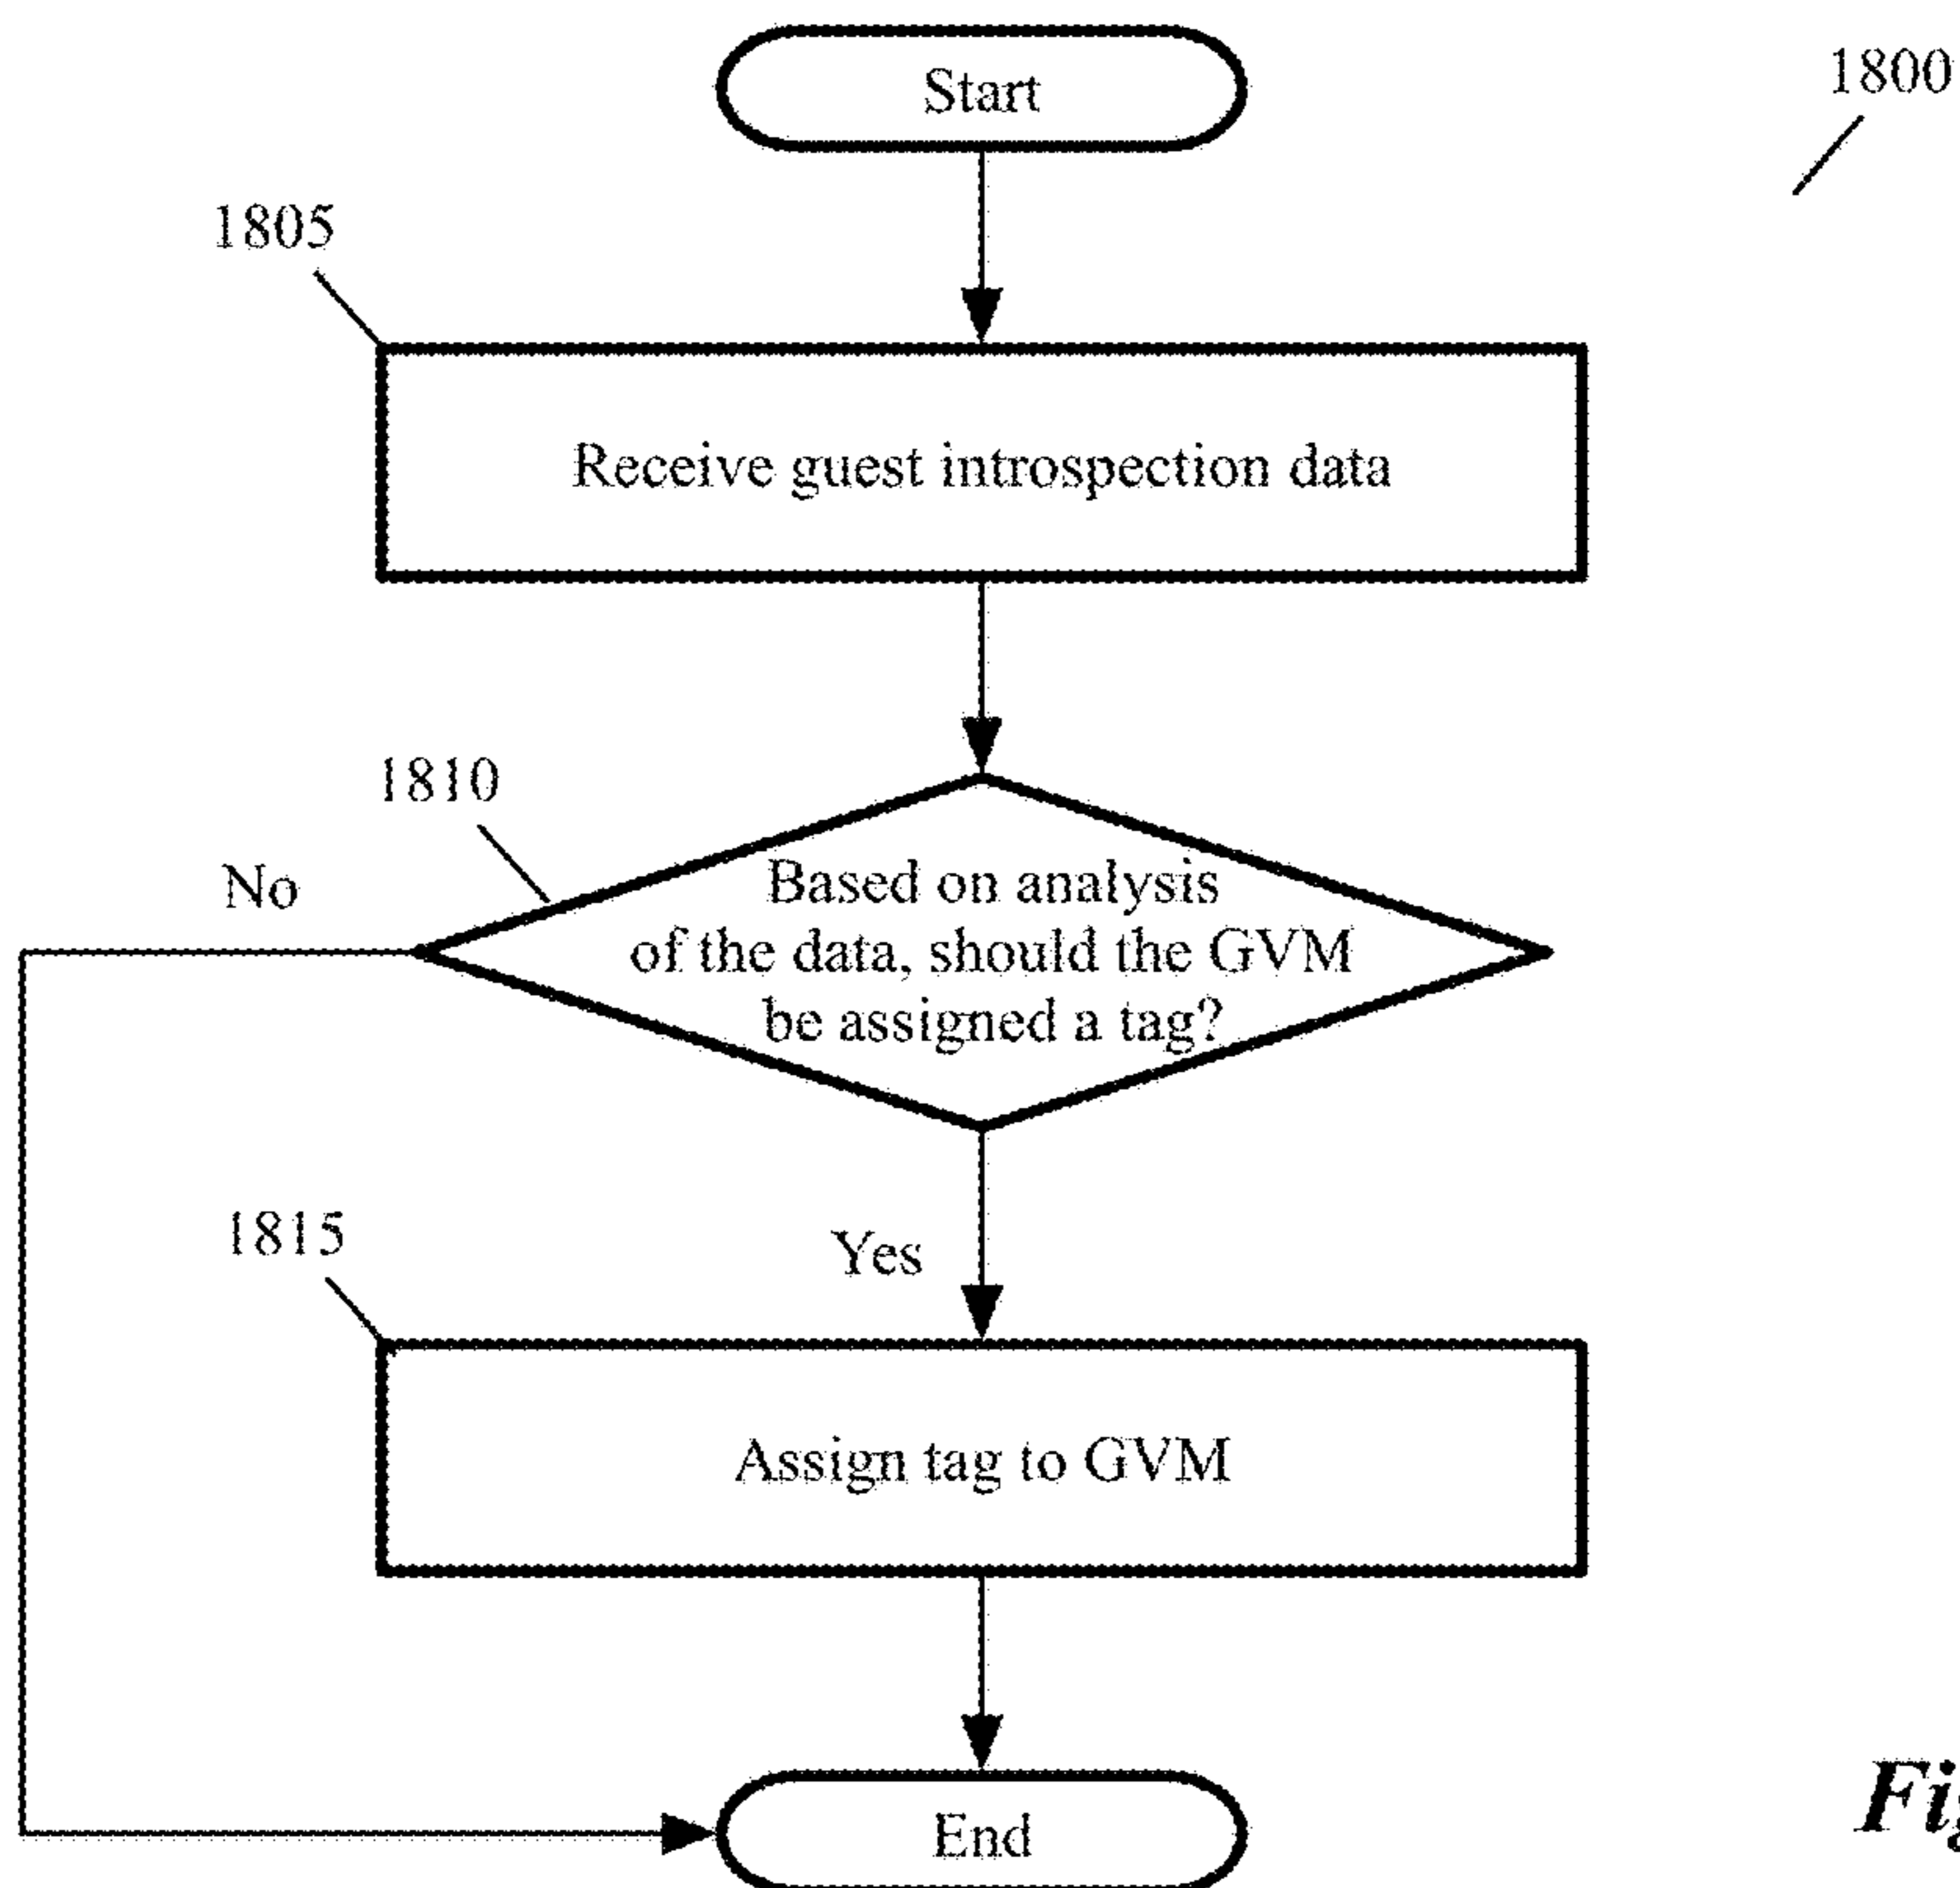 Start
1800
1805
Receive guest introspection data
1810
No
Based on analysis
of the data, should the GVM
be assigned a tag?
1815
Yes
Assign tag to GVM
End